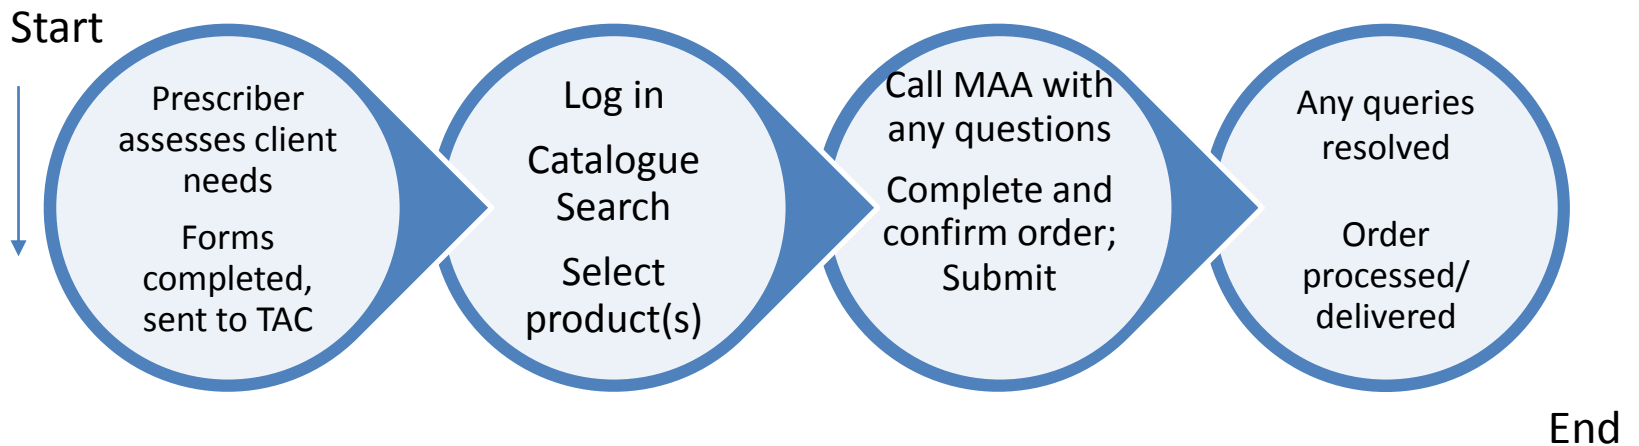 Start
Prescriber
assesses client
needs
Forms
completed,
sent to TAC
Log in
Catalogue
Search
Select
product(s)
Call MAA with
any questions
Complete and
confirm order;
Submit
Any queries
resolved
Order
processed/
delivered
End